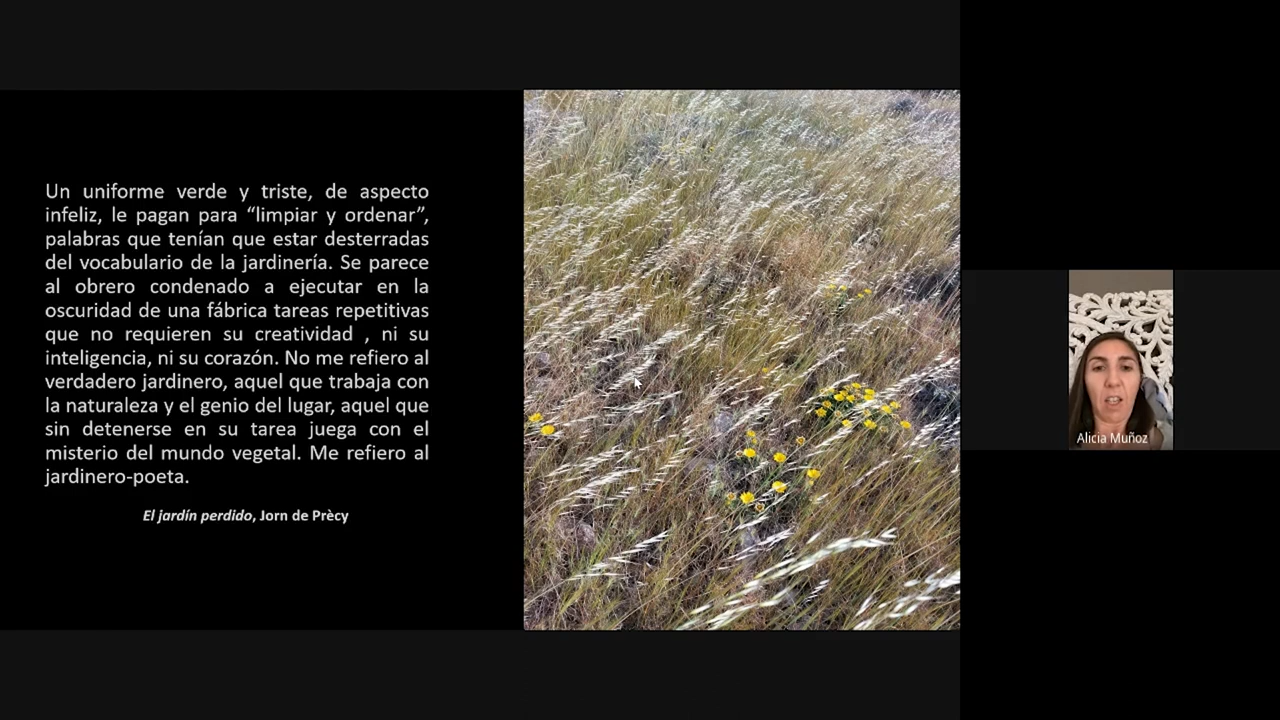 Un uniforme verde y triste, de aspecto
infeliz, le pagan para “limpiar y ordenar”,
palabras que tenían que estar desterradas
del vocabulario de la jardinería. Se parece
al obrero condenado a ejecutar en la
oscuridad de una fábrica tareas repetitivas
que no requieren su creatividad , ni su
inteligencia, ni su corazón. No me refiero al
verdadero jardinero, aquel que trabaja con
la naturaleza y el genio del lugar, aquel que
sin detenerse en su tarea juega con el
misterio del mundo vegetal. Me refiero al
jardinero-poeta.
El jardín perdido, Jorn de Prècy
Alicia Muñoz